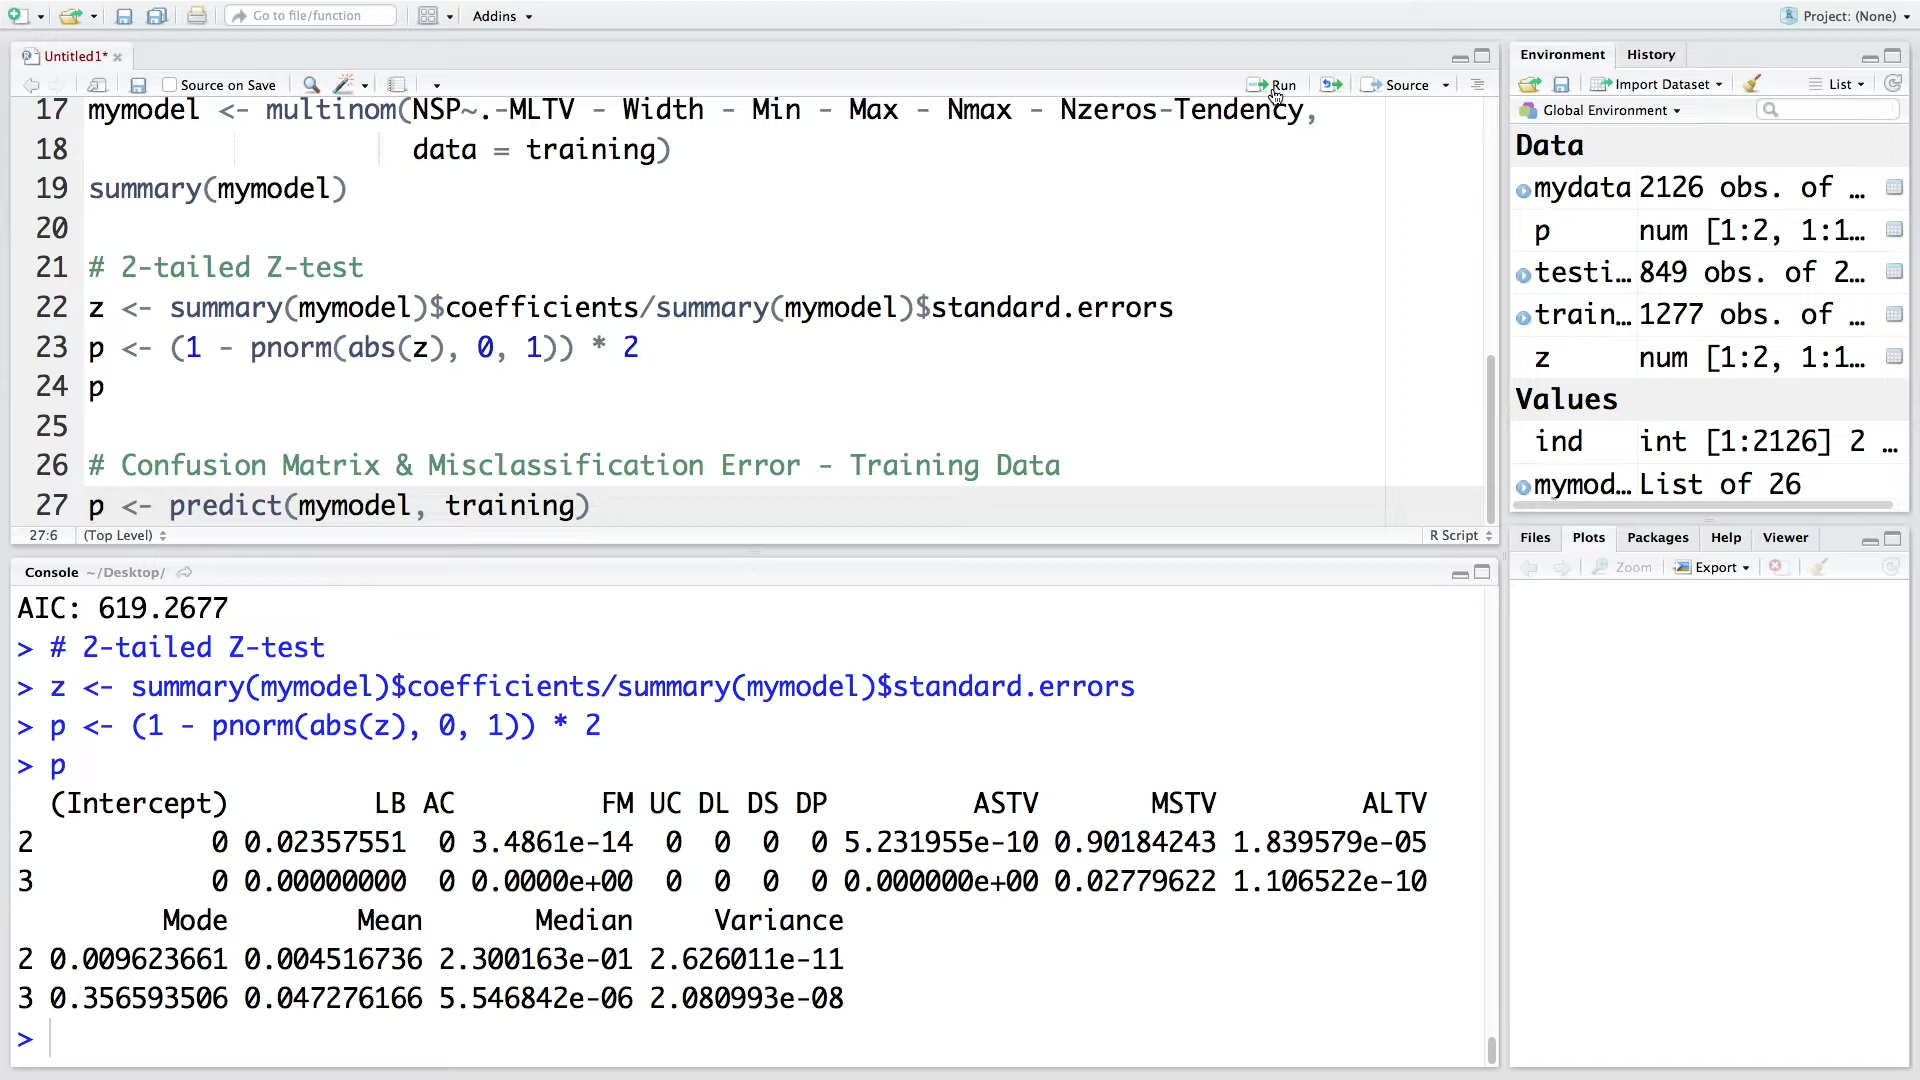 Go to file/function
Addins
Project: (None)
Untitled1*
Source on Save
Run
Source
17 mymodel <- multinom(NSP~.-MLTV - Width - Min - Max - Nmax - Nzeros-Tendency,
18 data = training)
19 summary(mymodel)
20
21 # 2-tailed Z-test
22 z <- summary(mymodel)$coefficients/summary(mymodel)$standard.errors
23 p <- (1 - pnorm(abs(z), 0, 1)) * 2
24 p
25
26 # Confusion Matrix & Misclassification Error - Training Data
27 p <- predict(mymodel, training)
27:6 (Top Level) R Script
Console ~/Desktop/
AIC: 619.2677
> # 2-tailed Z-test
> z <- summary(mymodel)$coefficients/summary(mymodel)$standard.errors
> p <- (1 - pnorm(abs(z), 0, 1)) * 2
> p
(Intercept) LB AC FM UC DL DS DP ASTV MSTV ALTV
2 0 0.02357551 0 3.4861e-14 0 0 0 0 5.231955e-10 0.90184243 1.839579e-05
3 0 0.00000000 0 0.0000e+00 0 0 0 0 0.000000e+00 0.02779622 1.106522e-10
Mode Mean Median Variance
2 0.009623661 0.004516736 2.300163e-01 2.626011e-11
3 0.356593506 0.047276166 5.546842e-06 2.080993e-08
>
Environment History
Import Dataset List
Global Environment
Data
mydata 2126 obs. of …
p num [1:2, 1:1…
testi… 849 obs. of 2…
train… 1277 obs. of …
z num [1:2, 1:1…
Values
ind int [1:2126] 2 …
mymod… List of 26
Files Plots Packages Help Viewer
Zoom Export